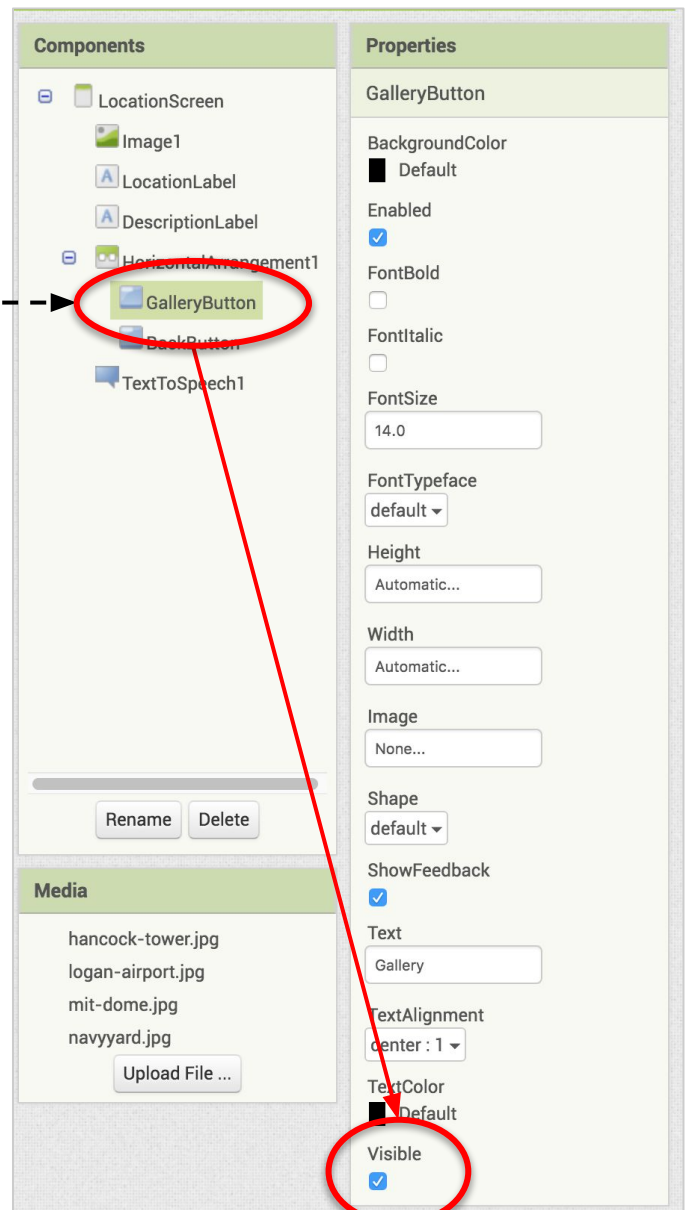 Components
LocationScreen
Image1
LocationLabel
DescriptionLabel
HorizontalArrangement1
GalleryButton
BackButton
TextToSpeech1
Rename Delete
Media
hancock-tower.jpg
logan-airport.jpg
mit-dome.jpg
navyyard.jpg
Upload File ...
Properties
GalleryButton
BackgroundColor
Default
Enabled
FontBold
FontItalic
FontSize
14.0
FontTypeface
default
Height
Automatic...
Width
Automatic...
Image
None...
Shape
default
ShowFeedback
Text
Gallery
TextAlignment
center : 1
TextColor
Default
Visible